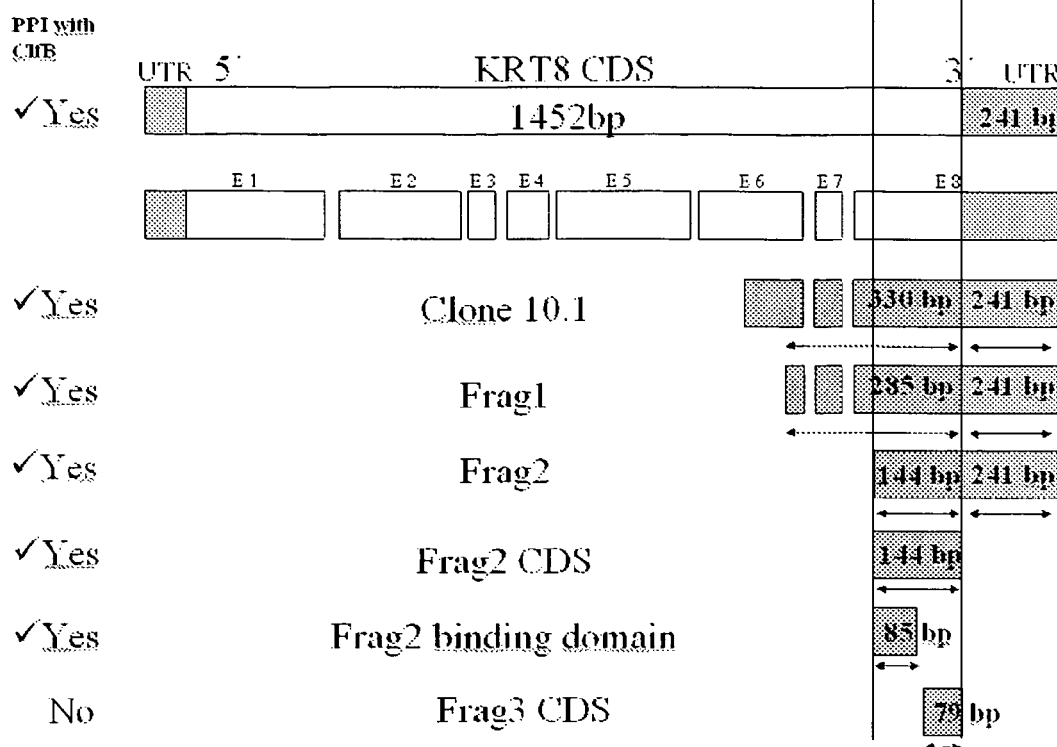 PPI with
ClfB
UTR 5´ KRT8 CDS 3´ UTR
✓Yes 1452bp 241 bp
E1 E2 E3 E4 E5 E6 E7 E8
✓Yes Clone 10.1 330 bp 241 bp
✓Yes Frag1 285 bp 241 bp
✓Yes Frag2 144 bp 241 bp
✓Yes Frag2 CDS 144 bp
✓Yes Frag2 binding domain 85 bp
No Frag3 CDS 79 bp